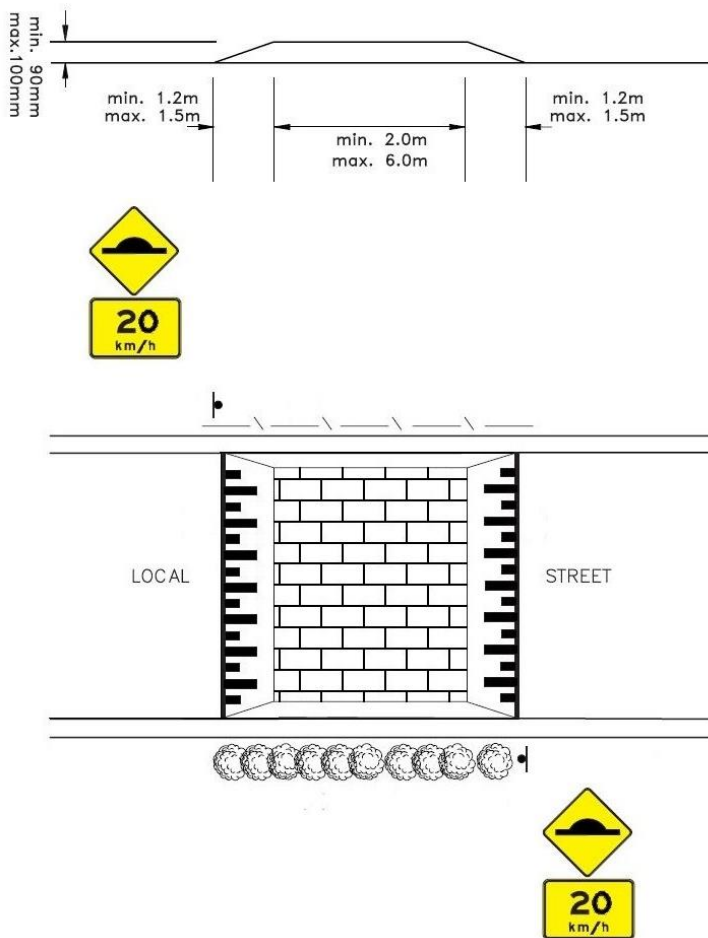 min. 90mm
max.100mm
min. 1.2m
max. 1.5m
min. 2.0m
max. 6.0m
min. 1.2m
max. 1.5m
20
km/h
LOCAL
STREET
20
km/h